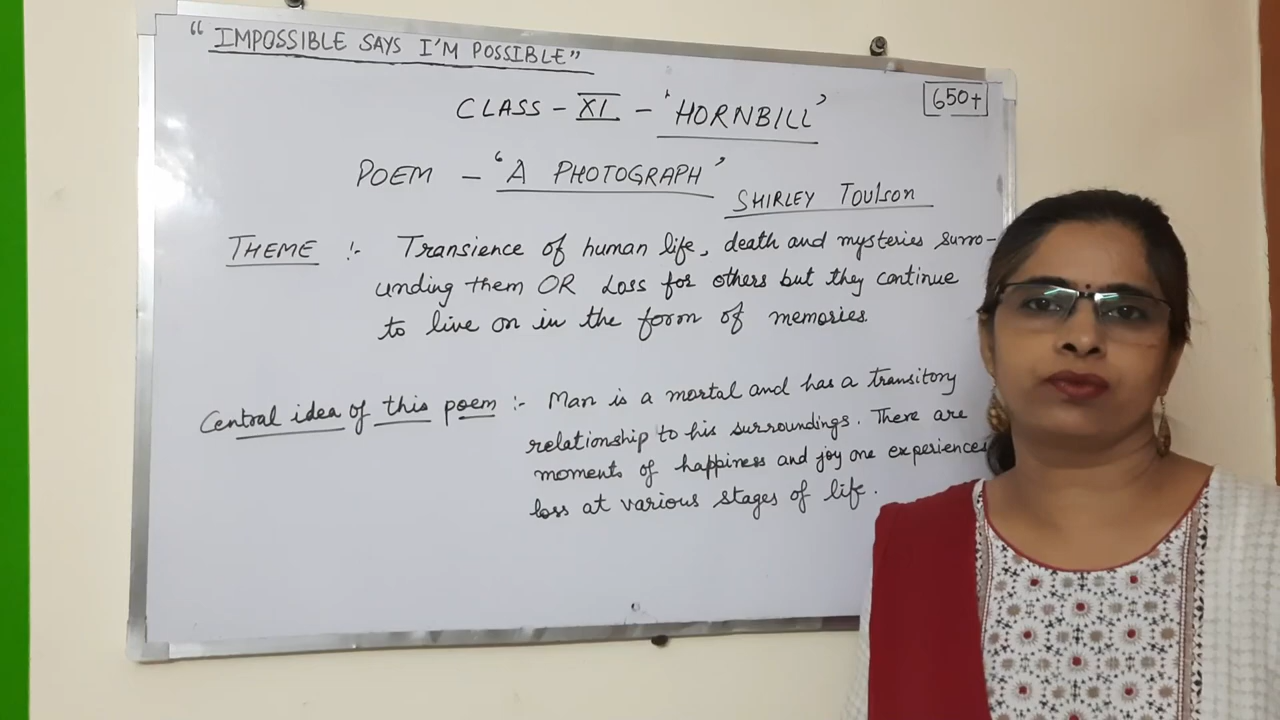 "IMPOSSIBLE SAYS I'M POSSIBLE"
CLASS - XI - 'HORNBILL'
650+
POEM - 'A PHOTOGRAPH'
SHIRLEY TOULSON
THEME :- Transience of human life, death and mysteries surro-
unding them OR Loss for others but they continue
to live on in the form of memories.
Central idea of this poem :- Man is a mortal and has a transitory
relationship to his surroundings. There are
moments of happiness and joy one experiences
loss at various stages of life.